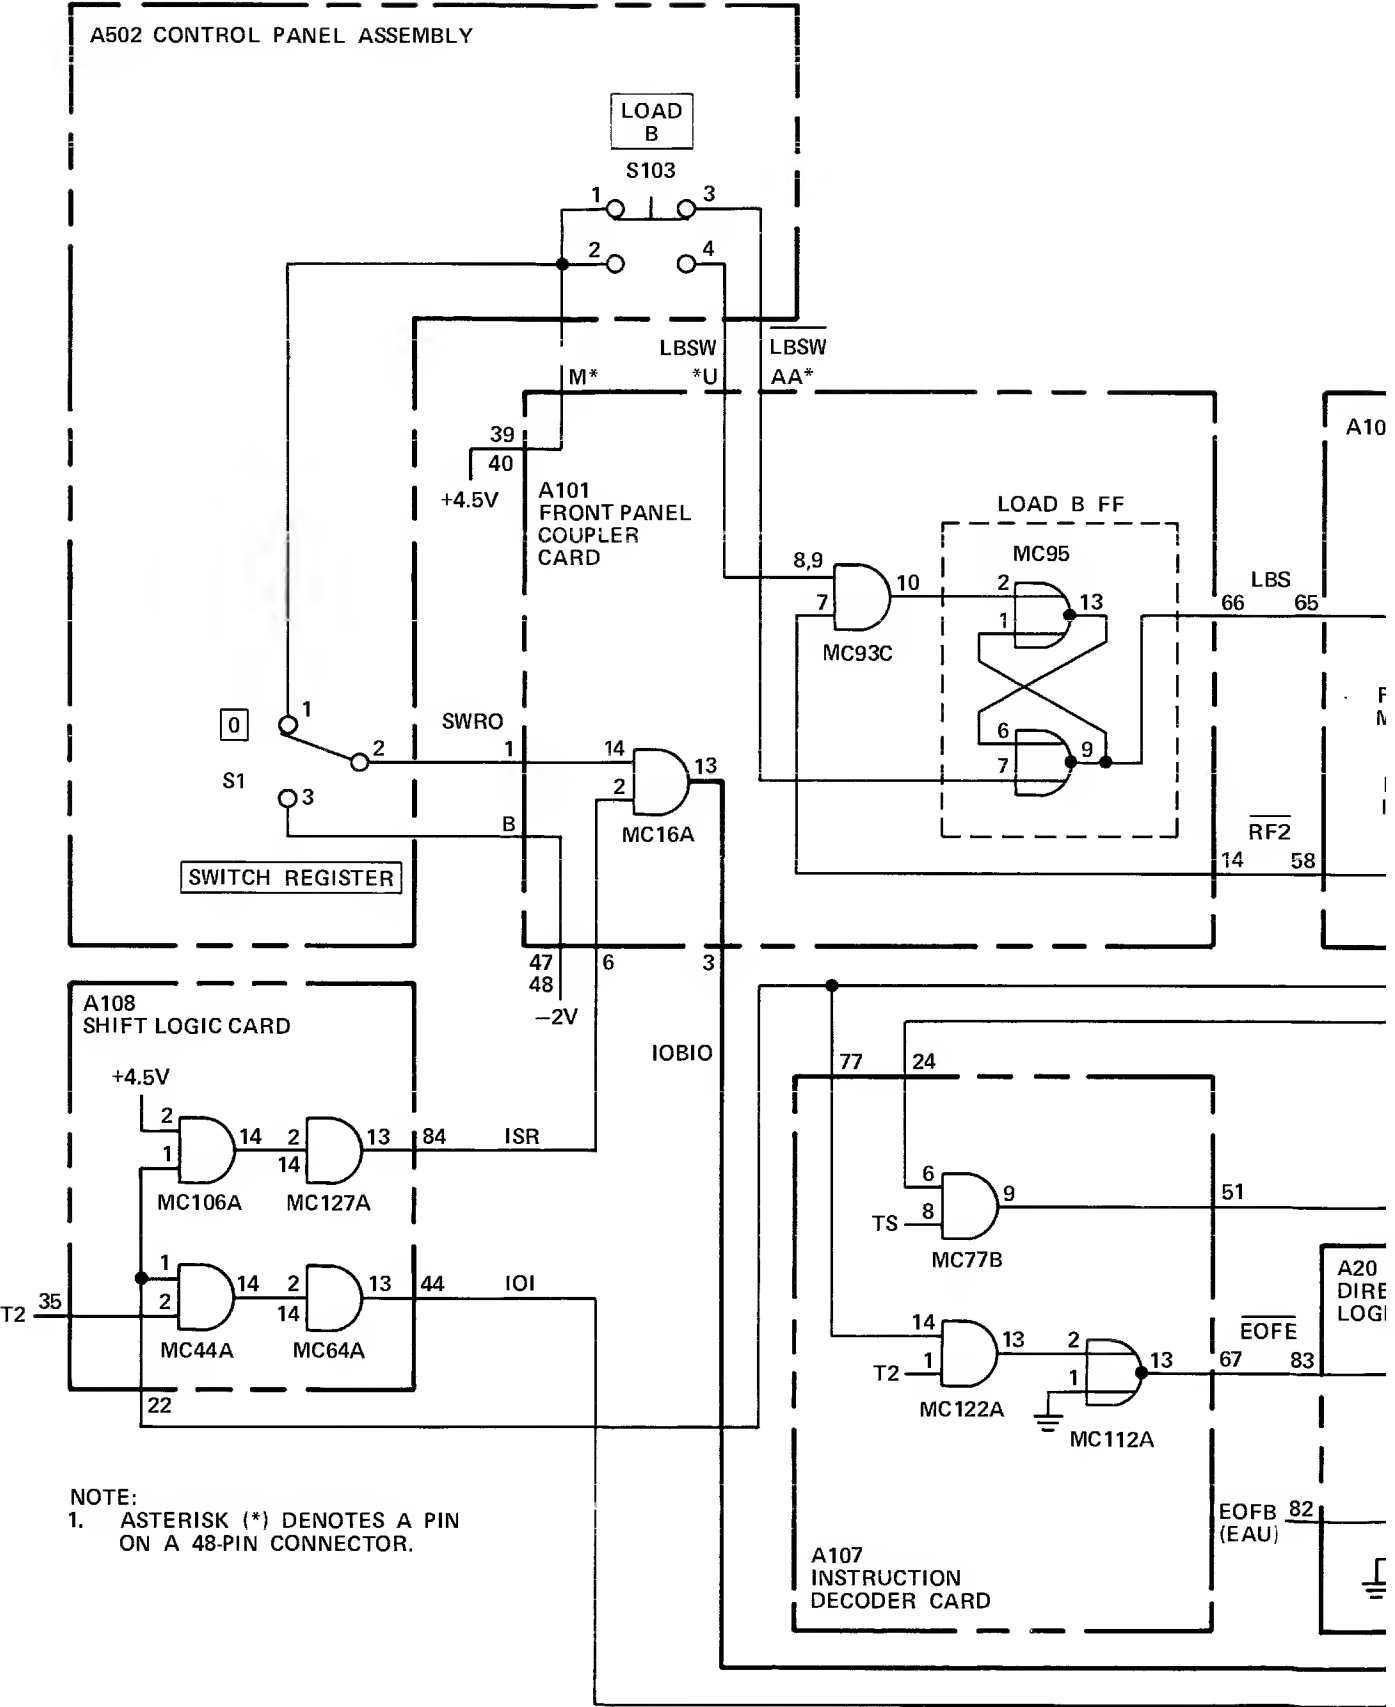 A502 CONTROL PANEL ASSEMBLY
LOAD
B
S103
1
3
2
4
LBSW
LBSW
M*
*U
AA*
39
40
+4.5V
A101
FRONT PANEL
COUPLER
CARD
A10
LOAD B FF
MC95
8,9
10
2
13
7
1
MC93C
LBS
66
65
0
1
2
S1
3
SWRO
1
14
13
2
MC16A
6
9
7
B
RF2
14
58
SWITCH REGISTER
47
48
6
3
-2V
A108
SHIFT LOGIC CARD
+4.5V
2
14
2
13
84
ISR
1
14
MC106A
MC127A
IOBIO
77
24
6
9
51
TS
8
MC77B
1
14
2
13
44
IOI
T2
35
2
14
MC44A
MC64A
22
A20
DIRE
LOGI
14
13
2
13
EOFE
67
83
T2
1
1
MC122A
MC112A
NOTE:
1. ASTERISK (*) DENOTES A PIN
ON A 48-PIN CONNECTOR.
EOFB
82
(EAU)
A107
INSTRUCTION
DECODER CARD